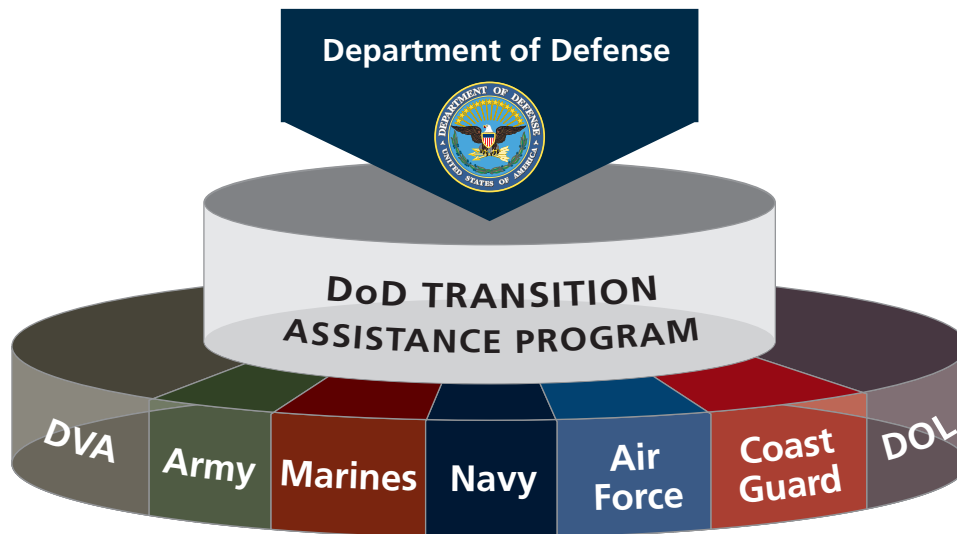 Department of Defense
DEPARTMENT OF DEFENSE
UNITED STATES OF AMERICA
DoD TRANSITION
ASSISTANCE PROGRAM
DVA
Army
Marines
Navy
Air
Force
Coast
Guard
DOL